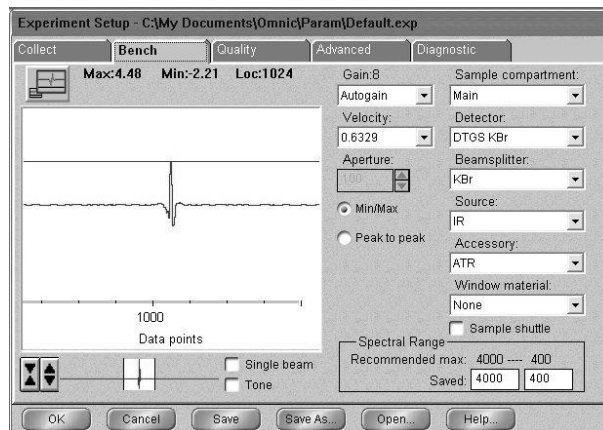 Experiment Setup - C:\My Documents\Omnic\Param\Default.exp
Collect Bench Quality Advanced Diagnostic
Max:4.48 Min:-2.21 Loc:1024
Gain:8
Autogain
Velocity:
0.6329
Aperture:
100
Min/Max
Peak to peak
Sample compartment:
Main
Detector:
DTGS KBr
Beamsplitter:
KBr
Source:
IR
Accessory:
ATR
Window material:
None
Sample shuttle
1000
Data points
Single beam
Tone
Spectral Range
Recommended max: 4000 ---- 400
Saved: 4000 400
OK Cancel Save Save As... Open... Help...